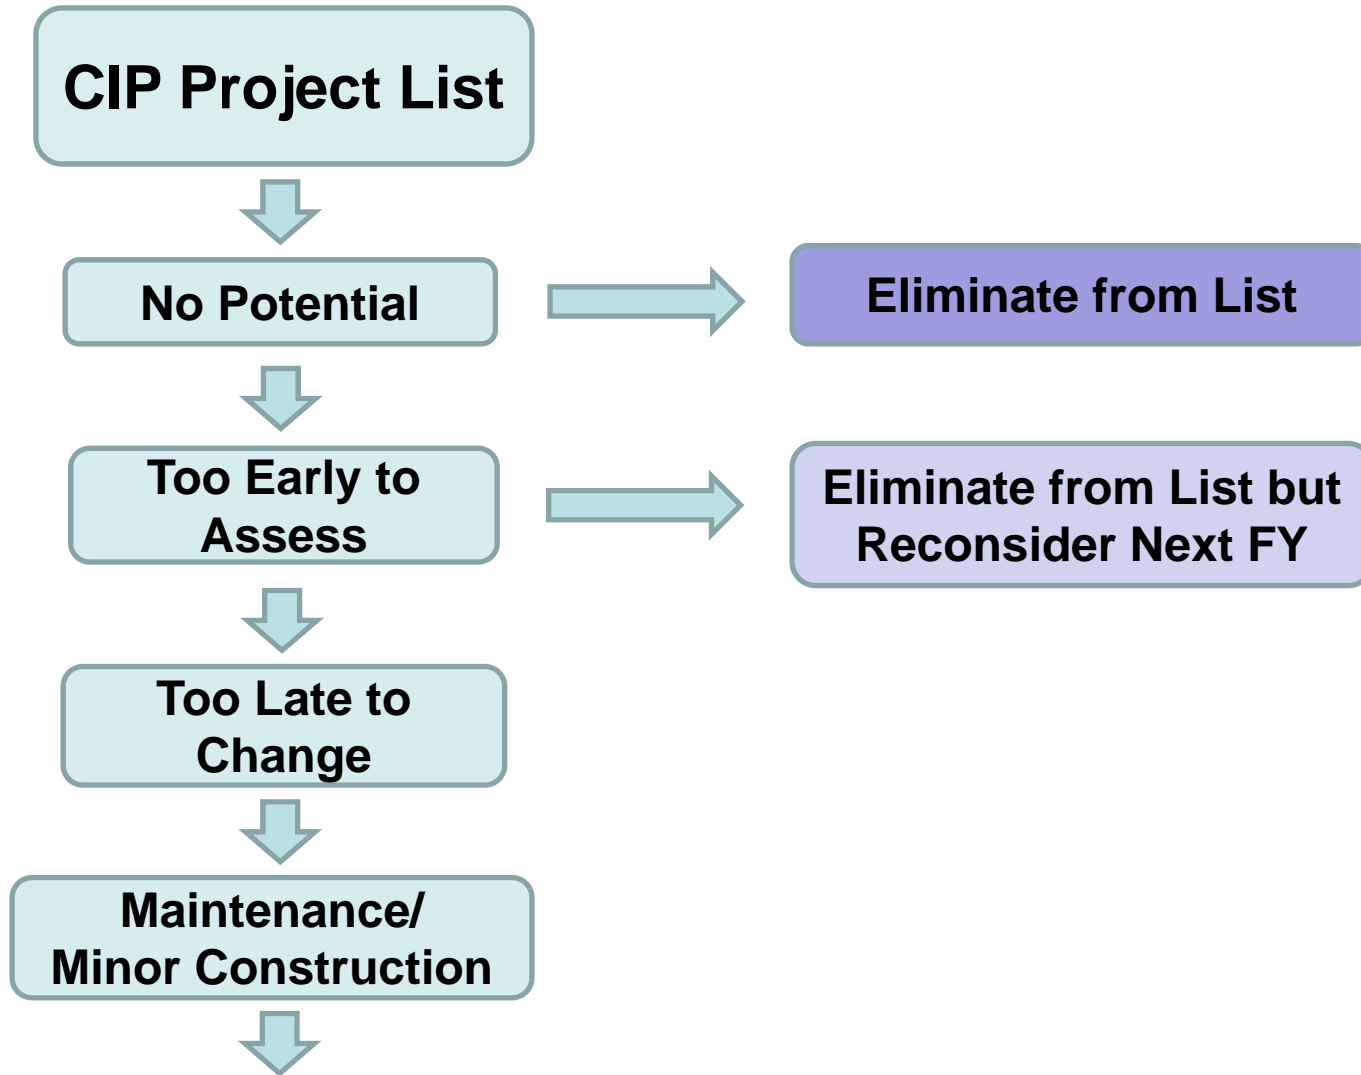 CIP Project List
No Potential
Eliminate from List
Too Early to
Assess
Eliminate from List but
Reconsider Next FY
Too Late to
Change
Maintenance/
Minor Construction